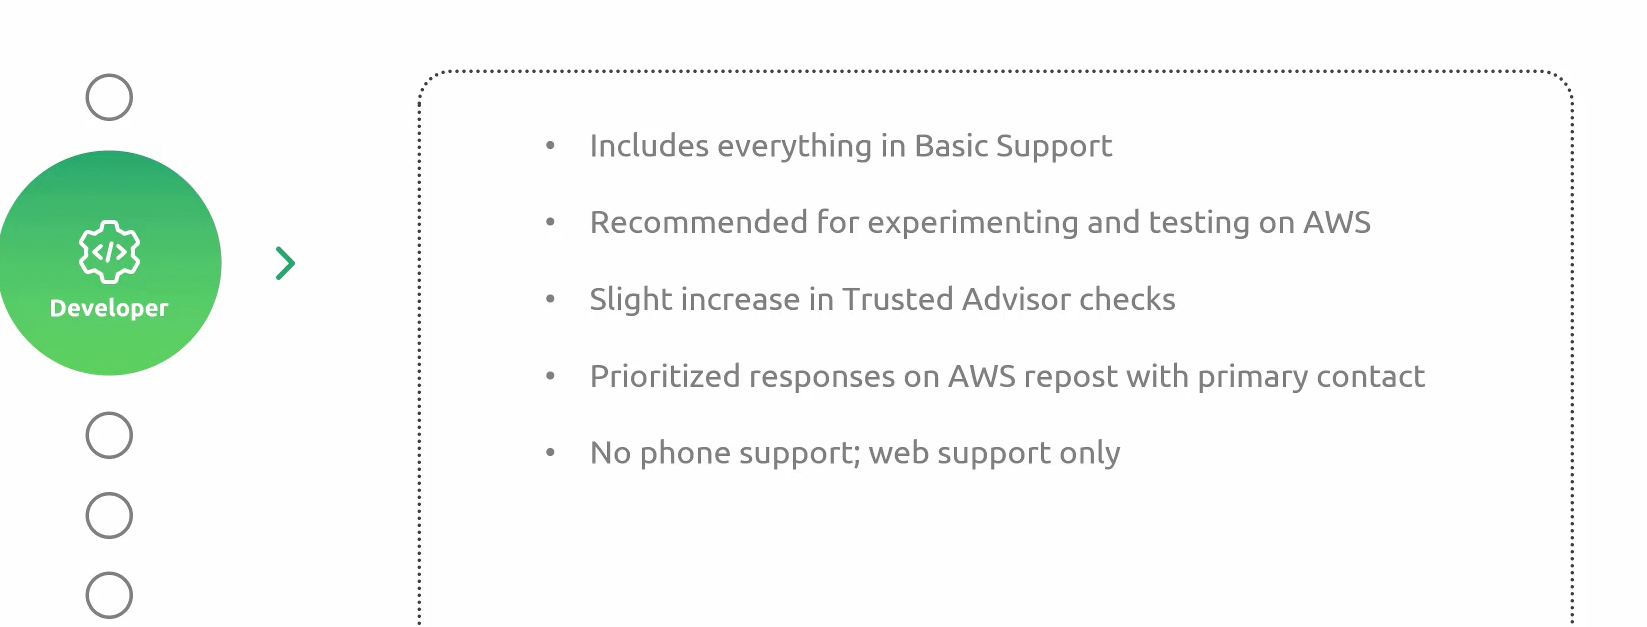 Developer
• Includes everything in Basic Support
• Recommended for experimenting and testing on AWS
• Slight increase in Trusted Advisor checks
• Prioritized responses on AWS repost with primary contact
• No phone support; web support only